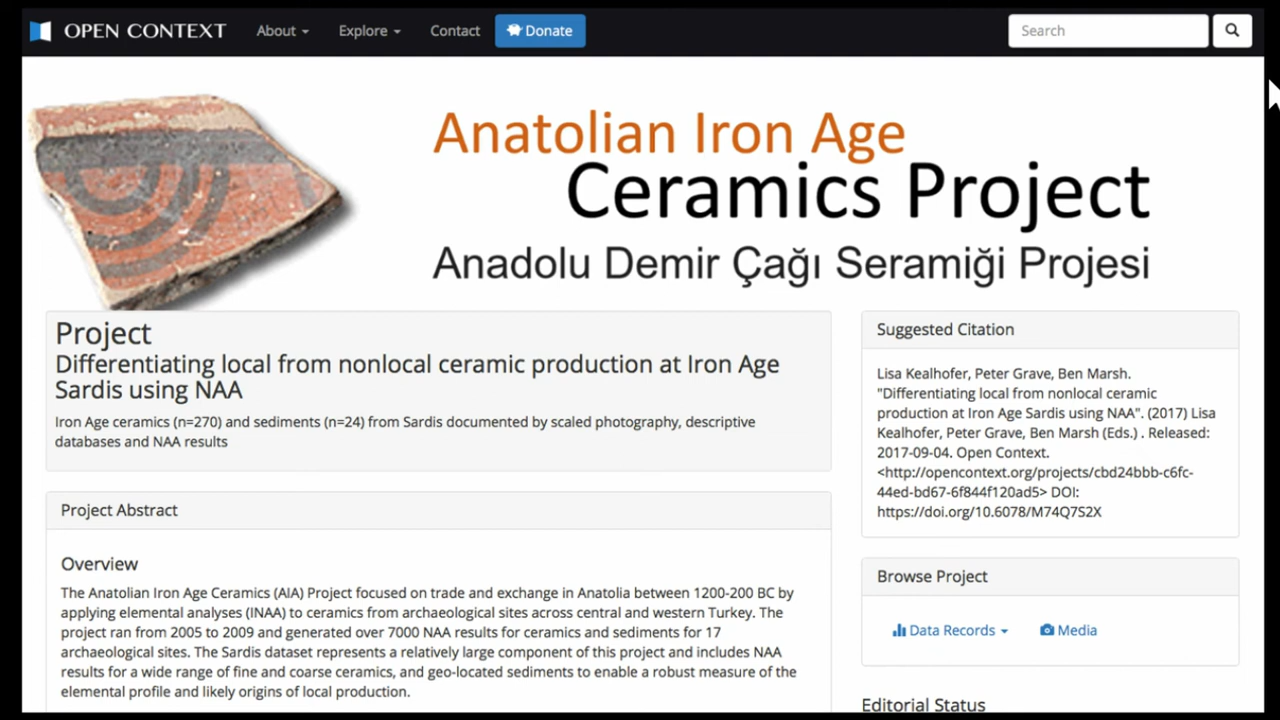 OPEN CONTEXT About Explore Contact Donate Search
Anatolian Iron Age
Ceramics Project
Anadolu Demir Çağı Seramiği Projesi
Project
Differentiating local from nonlocal ceramic production at Iron Age
Sardis using NAA
Iron Age ceramics (n=270) and sediments (n=24) from Sardis documented by scaled photography, descriptive
databases and NAA results
Project Abstract
Overview
The Anatolian Iron Age Ceramics (AIA) Project focused on trade and exchange in Anatolia between 1200-200 BC by
applying elemental analyses (INAA) to ceramics from archaeological sites across central and western Turkey. The
project ran from 2005 to 2009 and generated over 7000 NAA results for ceramics and sediments for 17
archaeological sites. The Sardis dataset represents a relatively large component of this project and includes NAA
results for a wide range of fine and coarse ceramics, and geo-located sediments to enable a robust measure of the
elemental profile and likely origins of local production.
Suggested Citation
Lisa Kealhofer, Peter Grave, Ben Marsh.
"Differentiating local from nonlocal ceramic
production at Iron Age Sardis using NAA". (2017) Lisa
Kealhofer, Peter Grave, Ben Marsh (Eds.) . Released:
2017-09-04. Open Context.
<http://opencontext.org/projects/cbd24bbb-c6fc-
44ed-bd67-6f844f120ad5> DOI:
https://doi.org/10.6078/M74Q7S2X
Browse Project
Data Records Media
Editorial Status